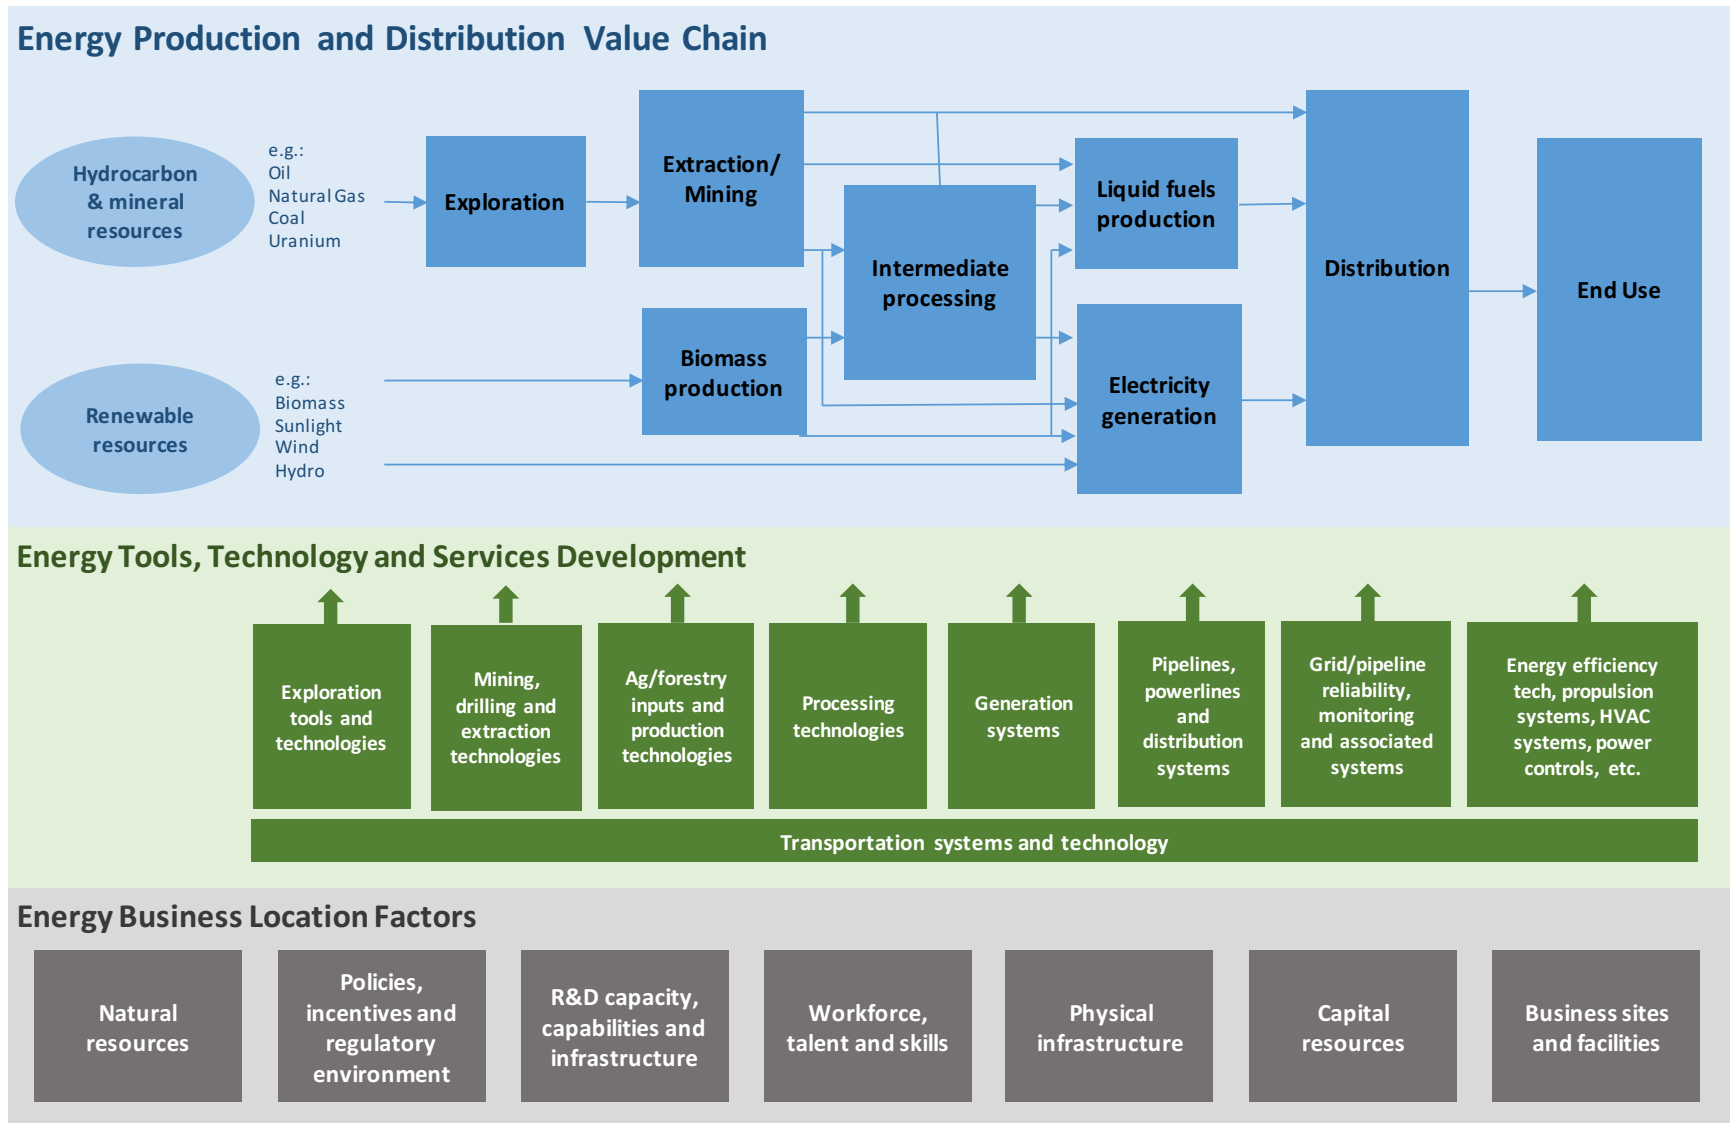 Energy Production and Distribution Value Chain
Hydrocarbon
& mineral
resources
e.g.:
Oil
Natural Gas
Coal
Uranium
Exploration
Extraction/
Mining
Intermediate
processing
Liquid fuels
production
Distribution
End Use
Renewable
resources
e.g.:
Biomass
Sunlight
Wind
Hydro
Biomass
production
Electricity
generation
Energy Tools, Technology and Services Development
Exploration
tools and
technologies
Mining,
drilling and
extraction
technologies
Ag/forestry
inputs and
production
technologies
Processing
technologies
Generation
systems
Pipelines,
powerlines
and
distribution
systems
Grid/pipeline
reliability,
monitoring
and associated
systems
Energy efficiency
tech, propulsion
systems, HVAC
systems, power
controls, etc.
Transportation systems and technology
Energy Business Location Factors
Natural
resources
Policies,
incentives and
regulatory
environment
R&D capacity,
capabilities and
infrastructure
Workforce,
talent and skills
Physical
infrastructure
Capital
resources
Business sites
and facilities